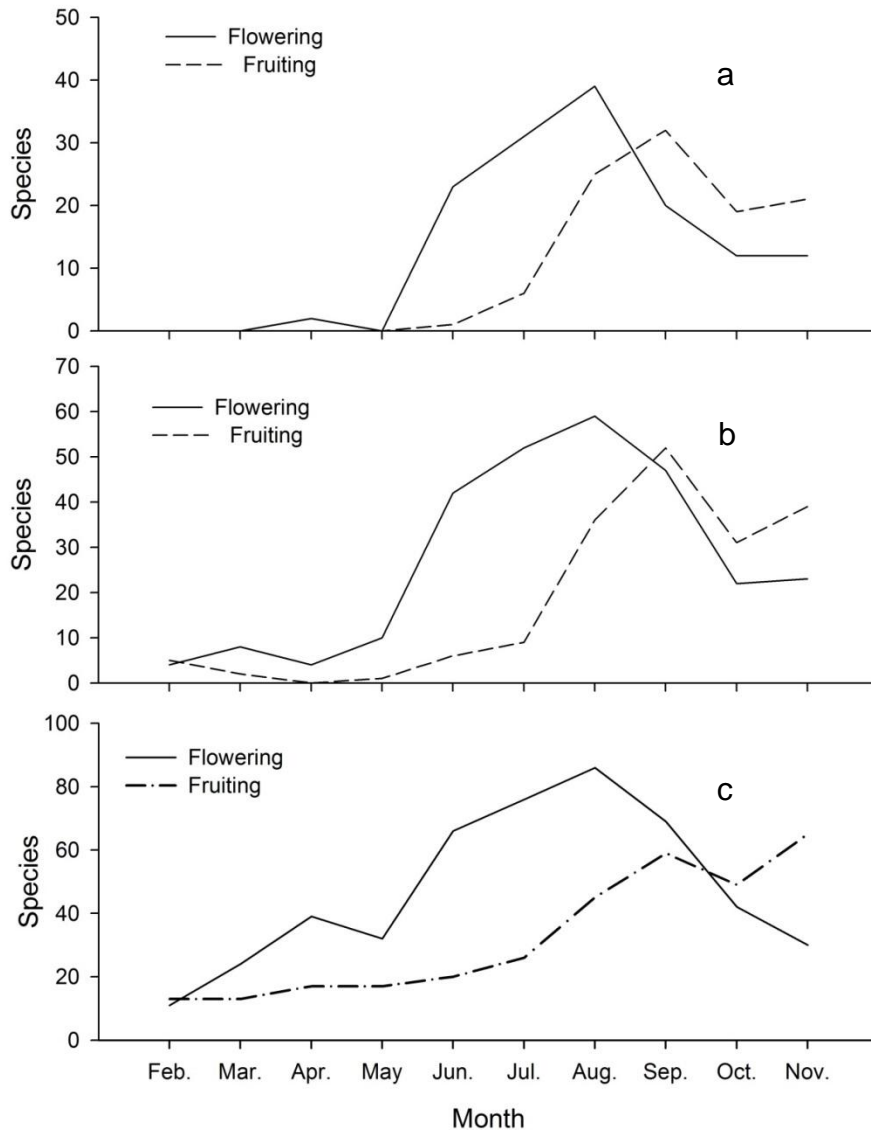 50
Flowering
Fruiting
a
40
30
20
10
0
Species
70
Flowering
Fruiting
b
60
50
40
30
20
10
0
Species
100
Flowering
Fruiting
c
80
60
40
20
0
Species
Feb. Mar. Apr. May Jun. Jul. Aug. Sep. Oct. Nov.
Month